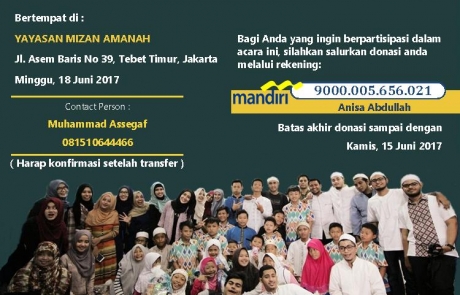 Bertempat di :
YAYASAN MIZAN AMANAH
Jl. Asem Baris No 39, Tebet Timur, Jakarta
Minggu, 18 Juni 2017
Contact Person :
Muhammad Assegaf
081510644466
( Harap konfirmasi setelah transfer )
Bagi Anda yang ingin berpartisipasi dalam
acara ini, silahkan salurkan donasi anda
melalui rekening:
mandiri
9000.005.656.021
Anisa Abdullah
Batas akhir donasi sampai dengan
Kamis, 15 Juni 2017